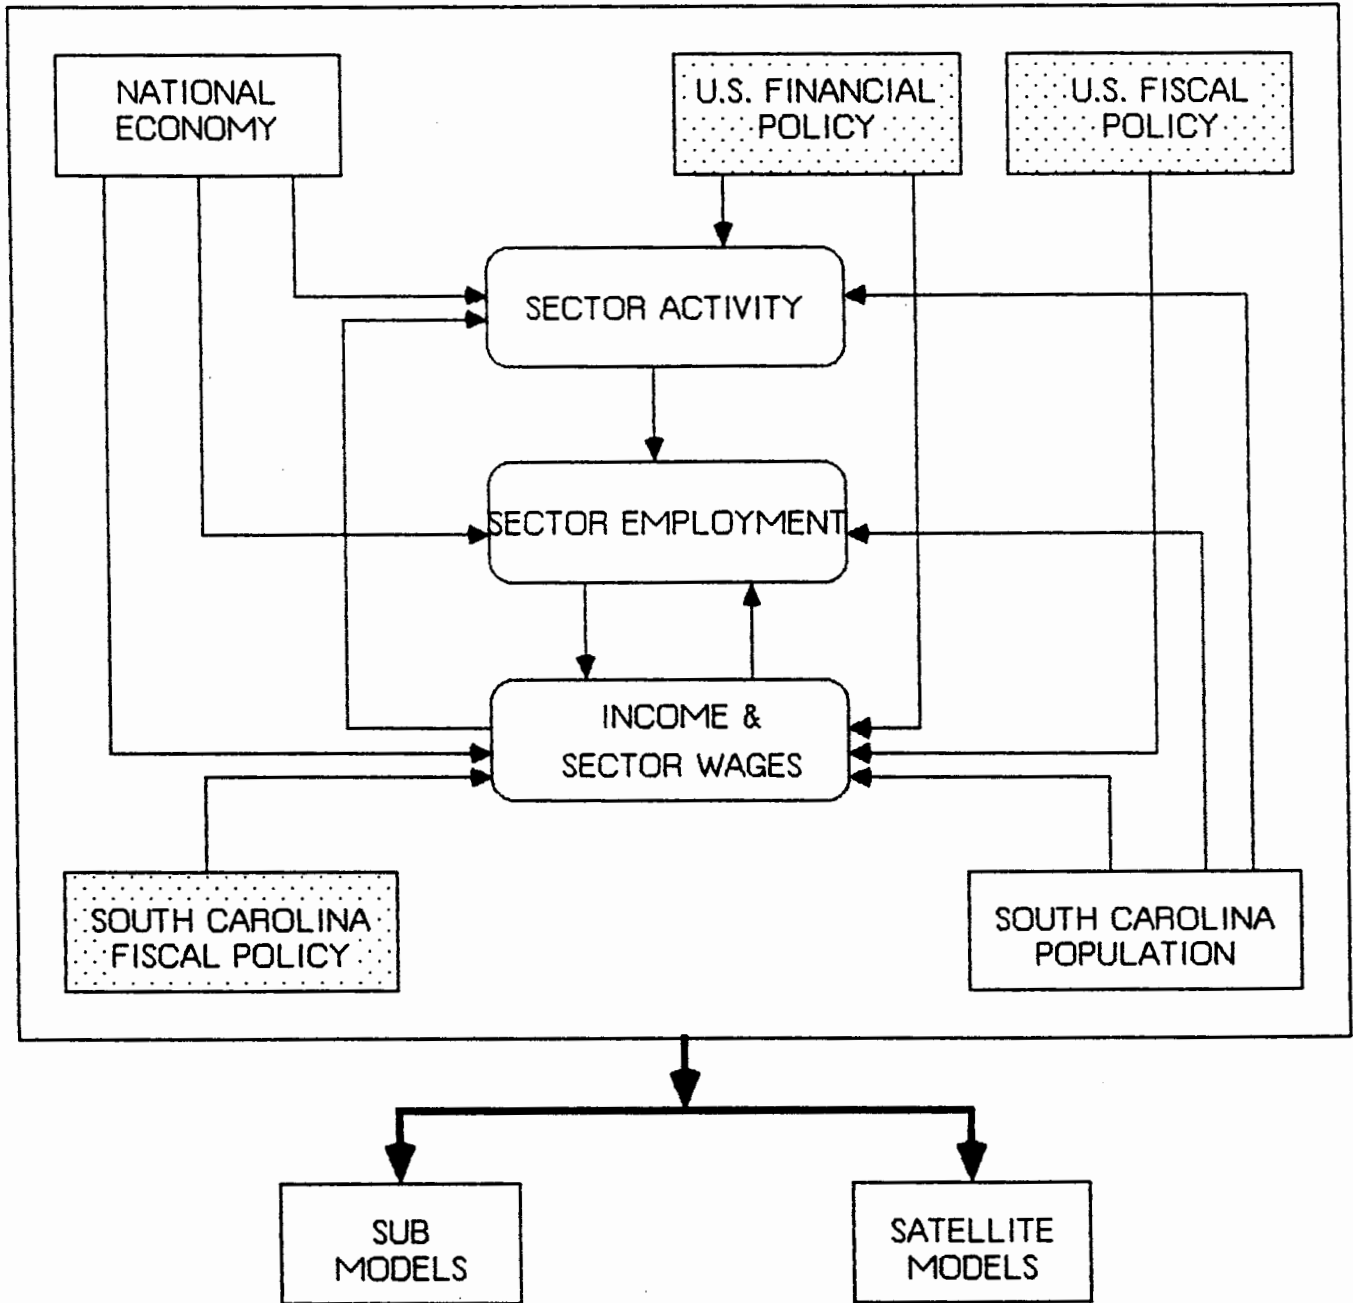 NATIONAL
ECONOMY
U.S. FINANCIAL
POLICY
U.S. FISCAL
POLICY
SECTOR ACTIVITY
SECTOR EMPLOYMENT
INCOME &
SECTOR WAGES
SOUTH CAROLINA
FISCAL POLICY
SOUTH CAROLINA
POPULATION
SUB
MODELS
SATELLITE
MODELS